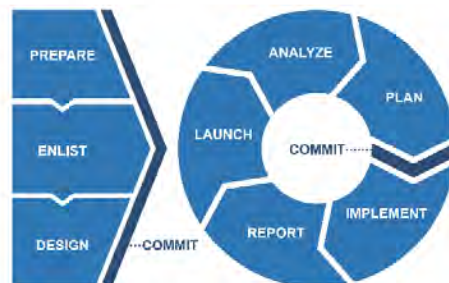 PREPARE
ENLIST
DESIGN
COMMIT
ANALYZE
PLAN
LAUNCH
COMMIT
IMPLEMENT
REPORT